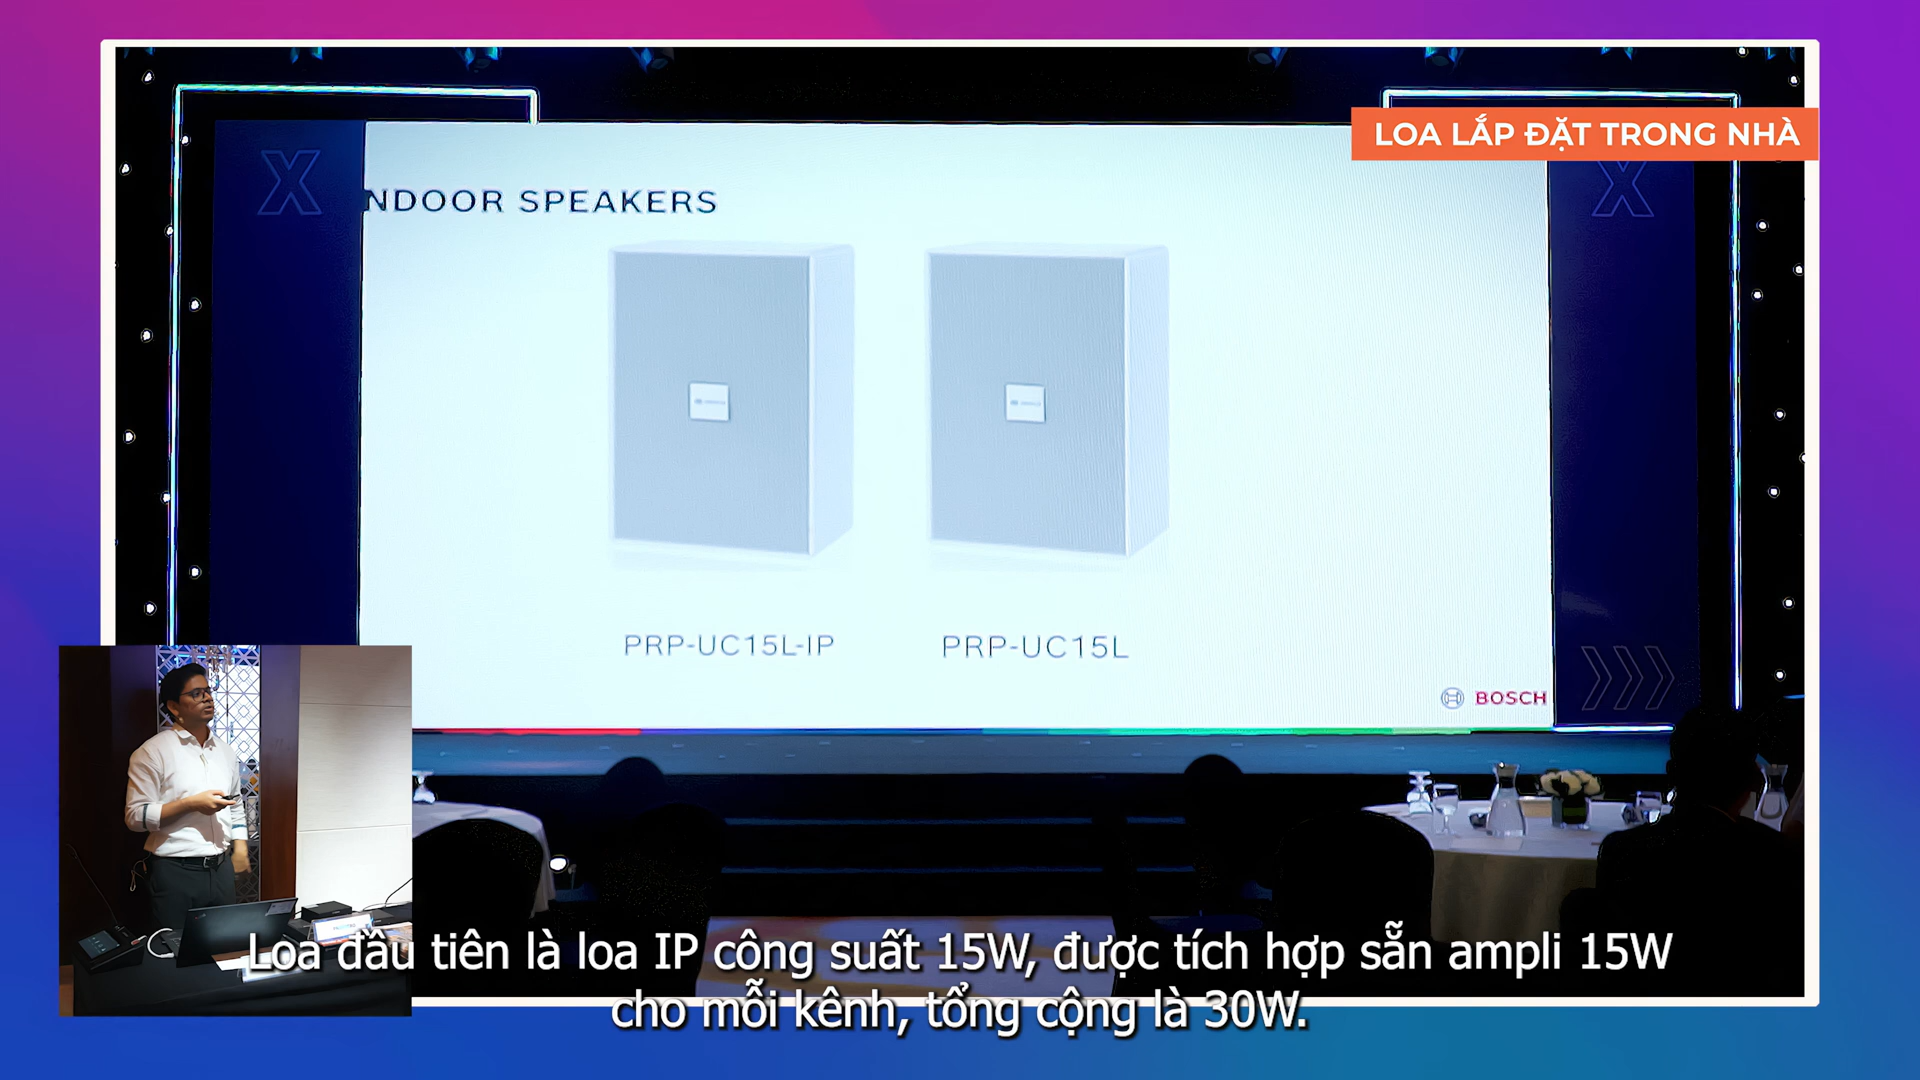 LOA LẮP ĐẶT TRONG NHÀ
NDOOR SPEAKERS
PRP-UC15L-IP
PRP-UC15L
BOSCH
Loa đầu tiên là loa IP công suất 15W, được tích hợp sẵn ampli 15W
cho mỗi kênh, tổng cộng là 30W.